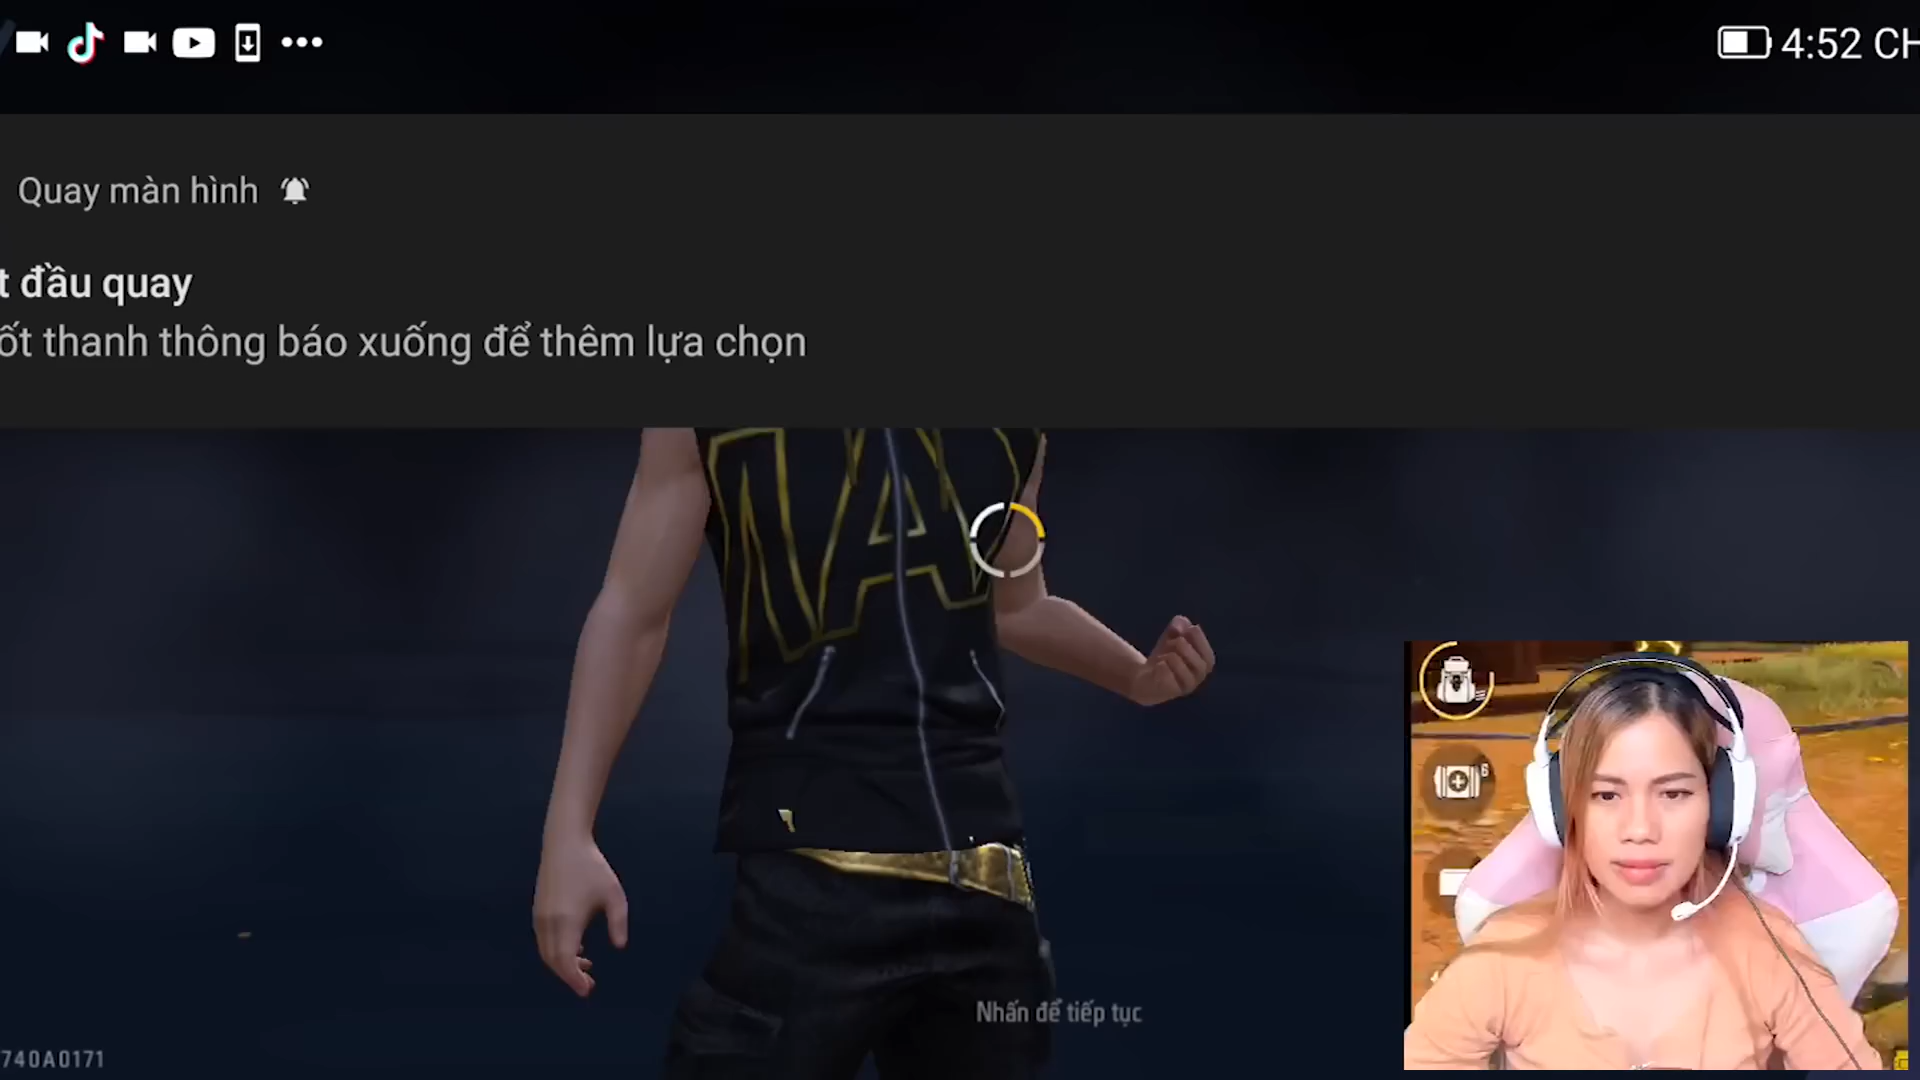 4:52 CH
Quay màn hình
t đầu quay
ốt thanh thông báo xuống để thêm lựa chọn
6
Nhấn để tiếp tục
740A0171